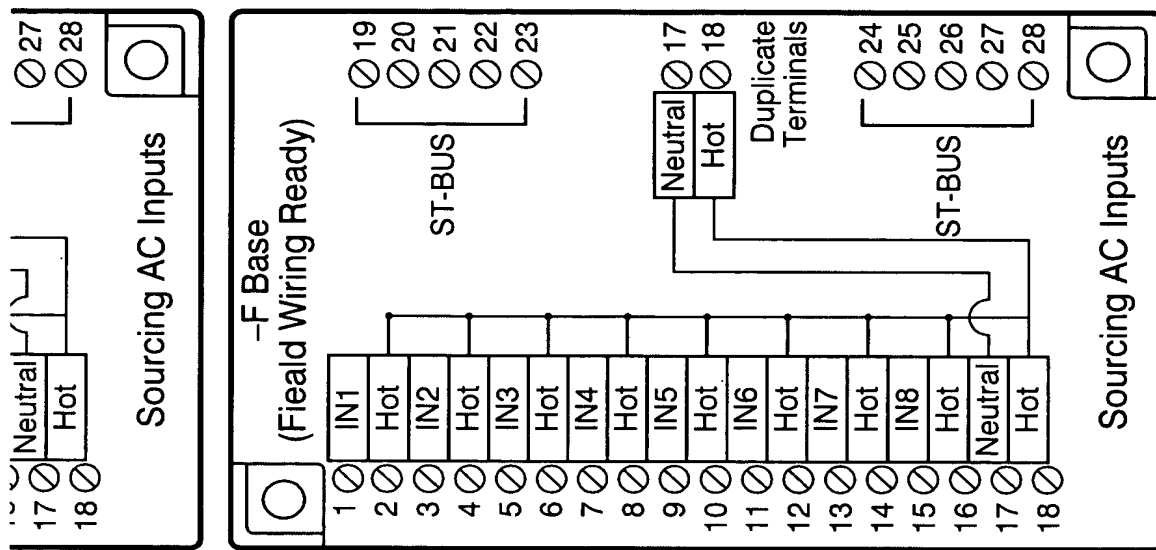 27
28
Sourcing AC Inputs
Neutral
Hot
17
18
–F Base
(Fieald Wiring Ready)
19
20
21
22
23
ST-BUS
17
18
Neutral
Hot
Duplicate
Terminals
24
25
26
27
28
ST-BUS
IN1
Hot
IN2
Hot
IN3
Hot
IN4
Hot
IN5
Hot
IN6
Hot
IN7
Hot
IN8
Hot
Neutral
Hot
1
2
3
4
5
6
7
8
9
10
11
12
13
14
15
16
17
18
Sourcing AC Inputs